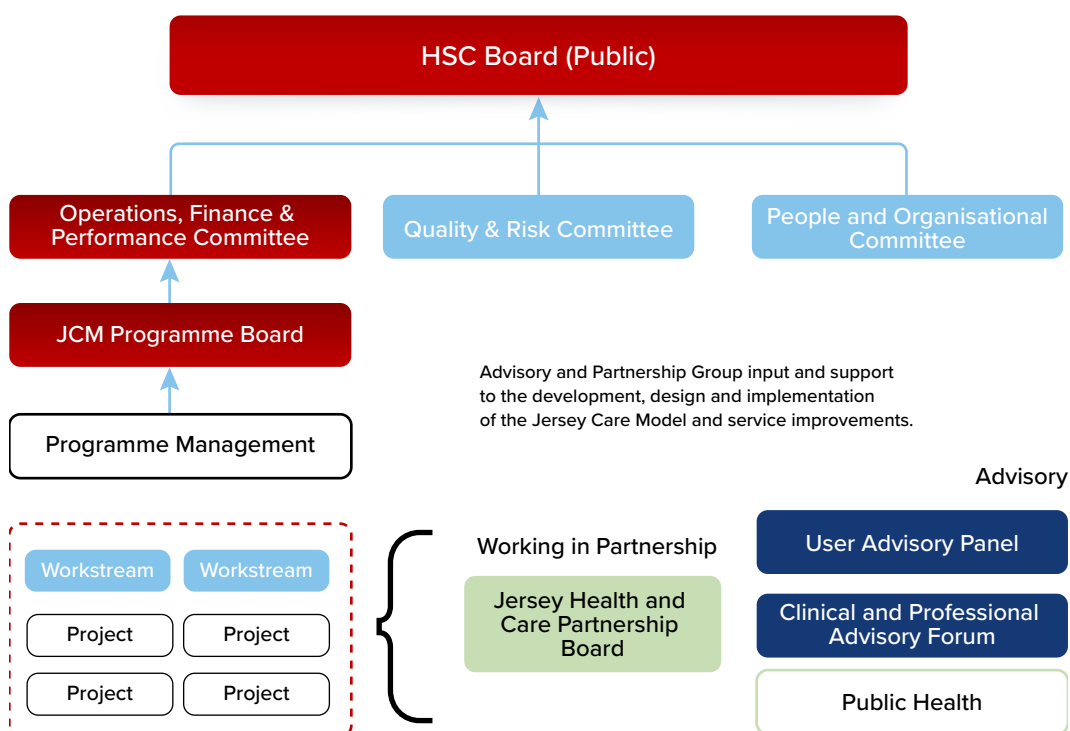 HSC Board (Public)
Operations, Finance &
Performance Committee
Quality & Risk Committee
People and Organisational
Committee
JCM Programme Board
Advisory and Partnership Group input and support
to the development, design and implementation
of the Jersey Care Model and service improvements.
Programme Management
Advisory
Working in Partnership
User Advisory Panel
Workstream
Workstream
Jersey Health and
Care Partnership
Board
Clinical and Professional
Advisory Forum
Project
Project
Project
Project
Public Health